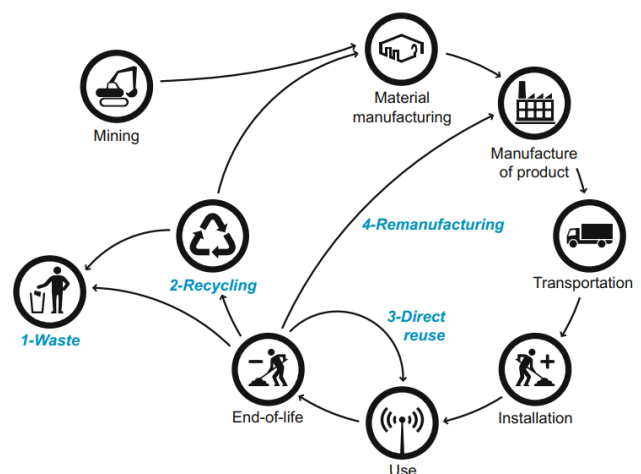 Material
manufacturing
Mining
Manufacture
of product
4-Remanufacturing
2-Recycling
Transportation
3-Direct
reuse
1-Waste
End-of-life
Installation
Use